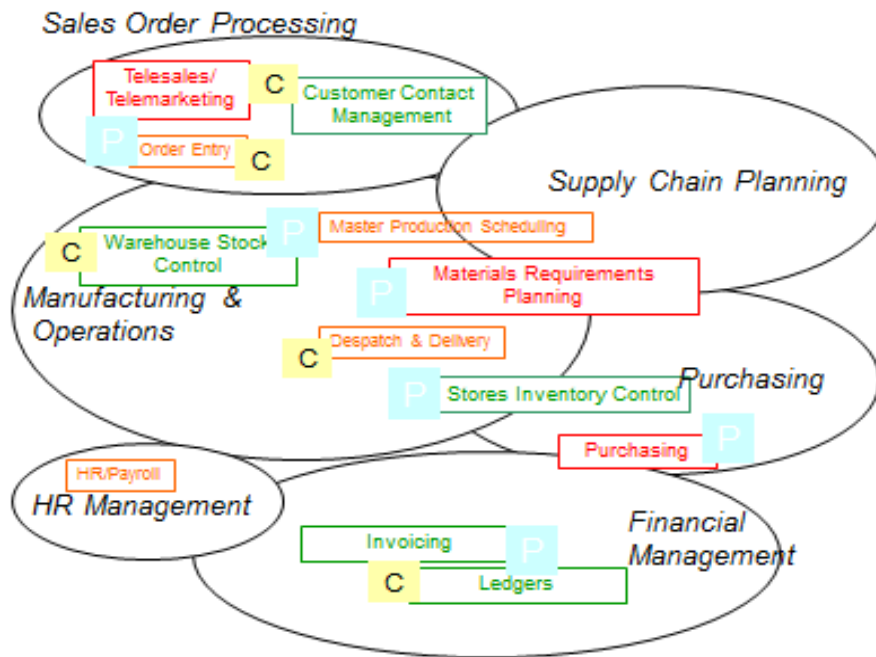 Sales Order Processing
Telesales/
Telemarketing
C
Customer Contact
Management
P
Order Entry
C
Supply Chain Planning
P
Master Production Scheduling
C
Warehouse Stock
Control
Materials Requirements
Planning
P
Manufacturing &
Operations
Despatch & Delivery
C
P
Stores Inventory Control
Purchasing
Purchasing
P
HR/Payroll
HR Management
Financial
Management
Invoicing
P
C
Ledgers